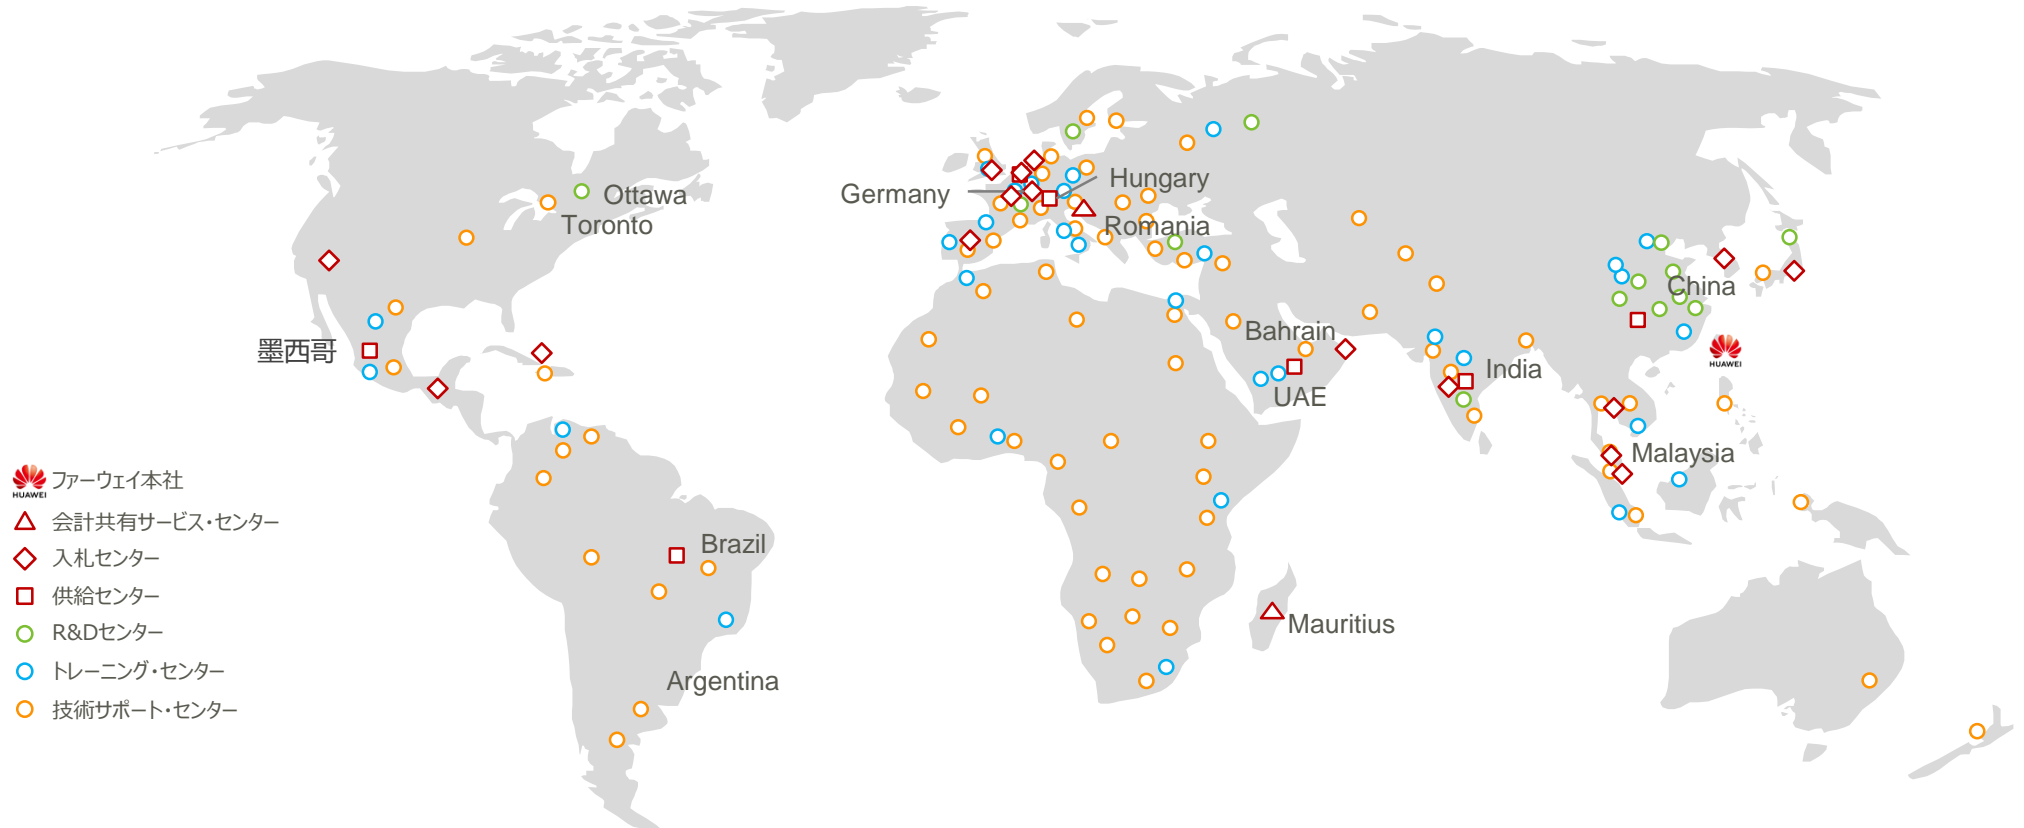 Ottawa
Toronto
墨西哥
Germany
Hungary
Romania
Bahrain
UAE
India
China
HUAWEI
Malaysia
Brazil
Argentina
Mauritius
HUAWEI
ファーウェイ本社
会計共有サービス・センター
入札センター
供給センター
R&Dセンター
トレーニング・センター
技術サポート・センター